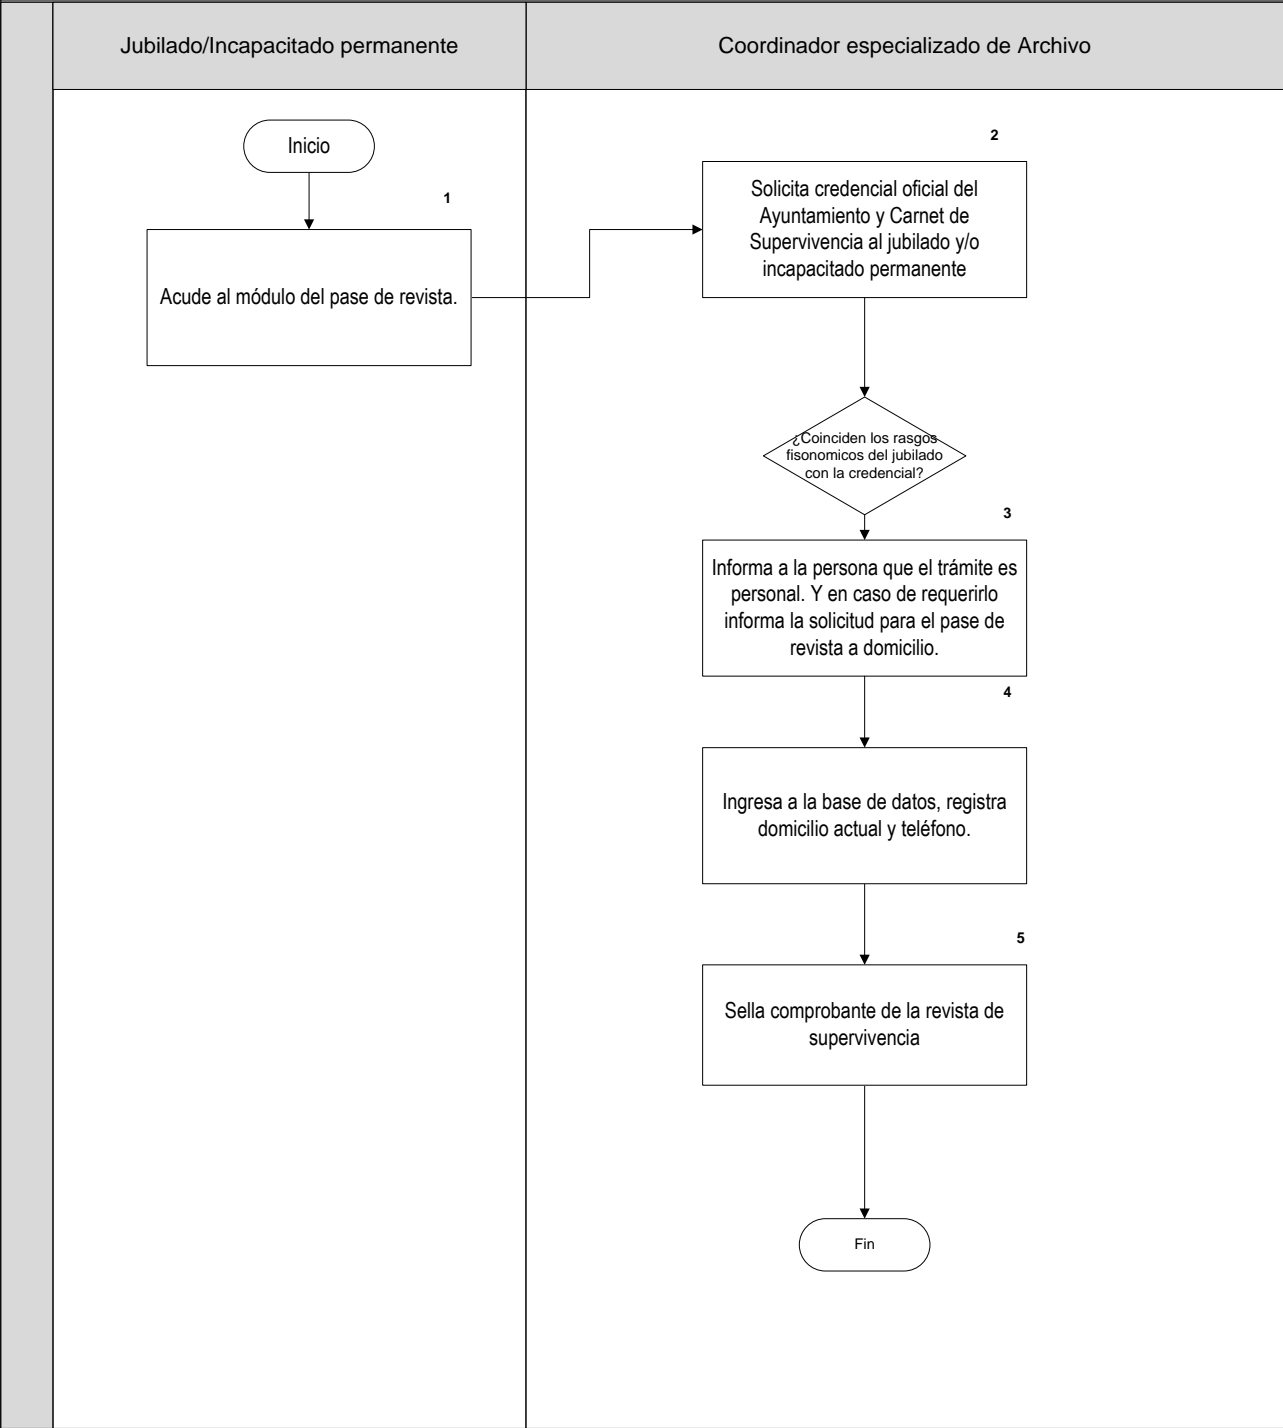 Jubilado/Incapacitado permanente
Coordinador especializado de Archivo
Inicio
1
Acude al módulo del pase de revista.
2
Solicita credencial oficial del
Ayuntamiento y Carnet de
Supervivencia al jubilado y/o
incapacitado permanente
¿Coinciden los rasgos
fisonomicos del jubilado
con la credencial?
3
Informa a la persona que el trámite es
personal. Y en caso de requerirlo
informa la solicitud para el pase de
revista a domicilio.
4
Ingresa a la base de datos, registra
domicilio actual y teléfono.
5
Sella comprobante de la revista de
supervivencia
Fin